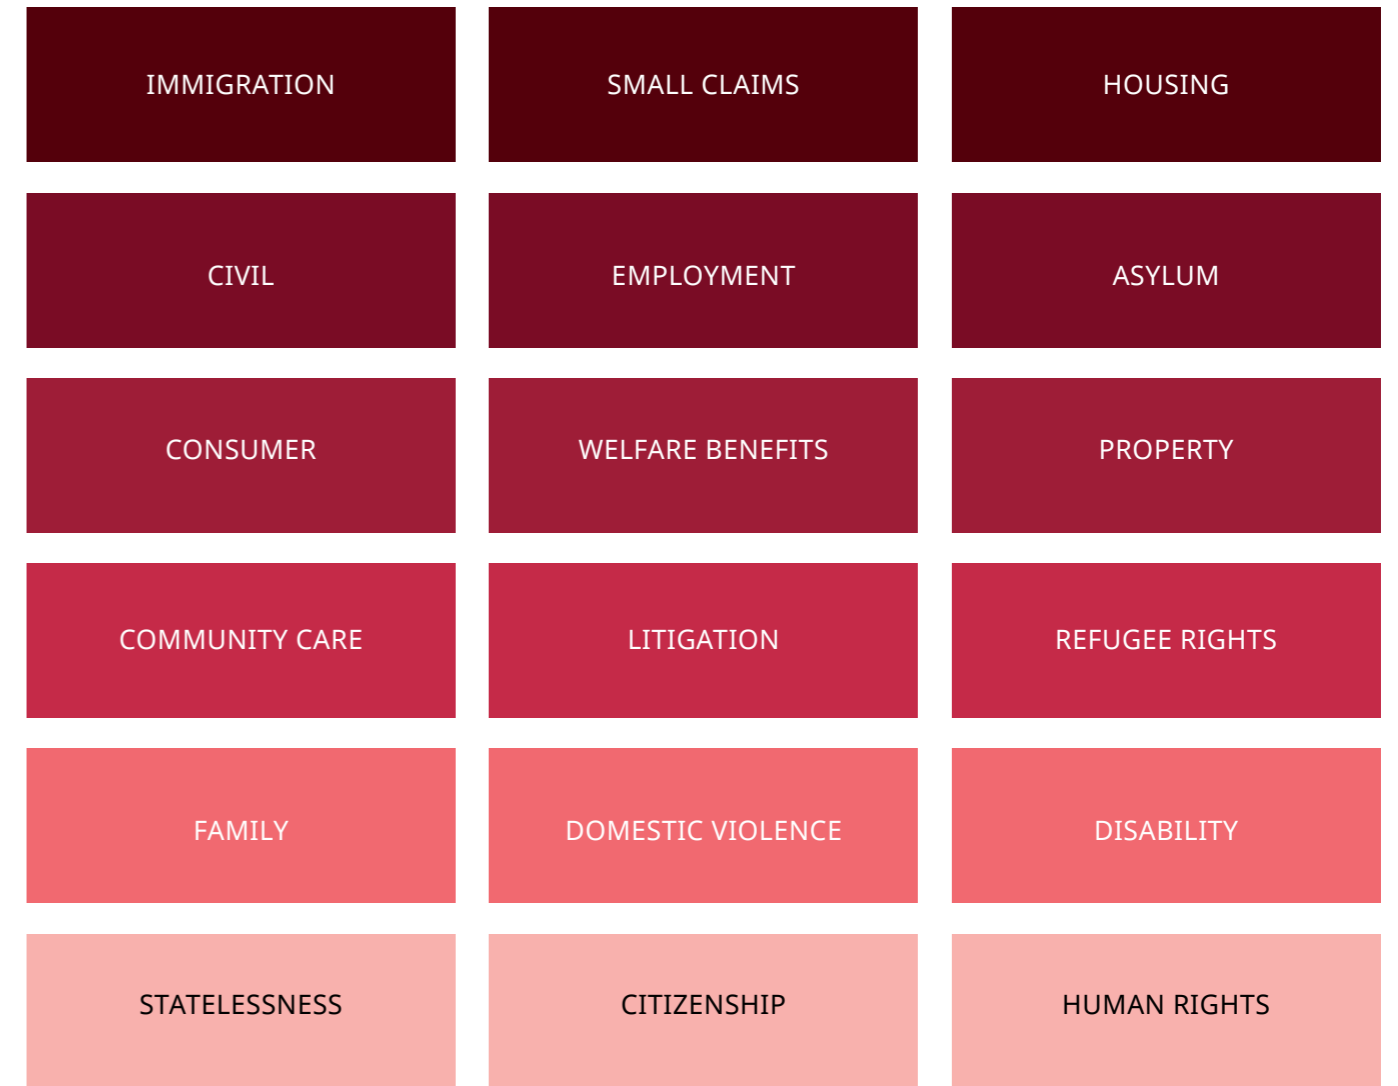 IMMIGRATION
SMALL CLAIMS
HOUSING
CIVIL
EMPLOYMENT
ASYLUM
CONSUMER
WELFARE BENEFITS
PROPERTY
COMMUNITY CARE
LITIGATION
REFUGEE RIGHTS
FAMILY
DOMESTIC VIOLENCE
DISABILITY
STATELESSNESS
CITIZENSHIP
HUMAN RIGHTS